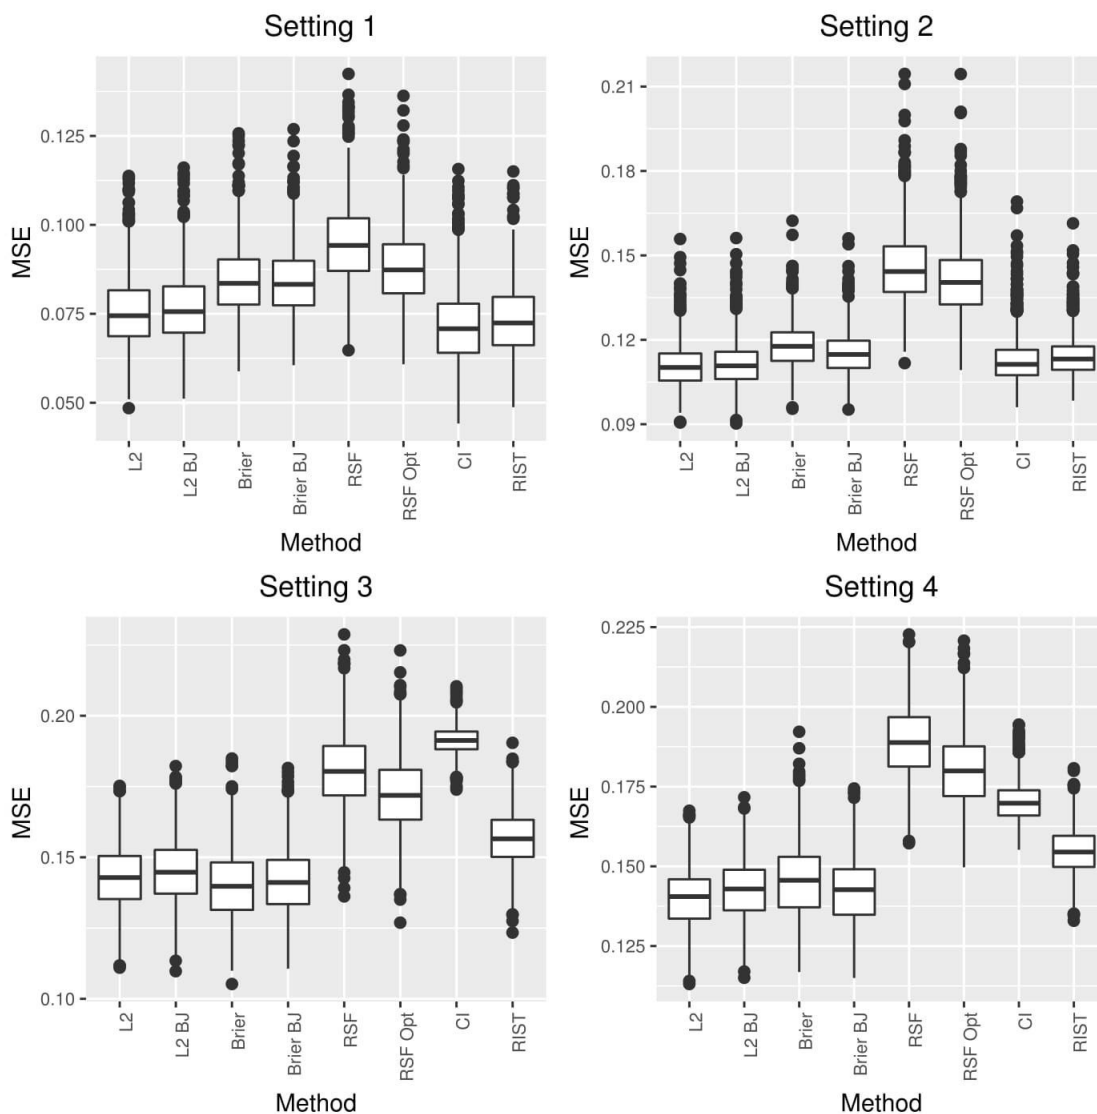 Setting 1
MSE
0.125
0.100
0.075
0.050
L2
L2 BJ
Brier
Brier BJ
RSF
RSF Opt
CI
RIST
Method
Setting 2
MSE
0.21
0.18
0.15
0.12
0.09
L2
L2 BJ
Brier
Brier BJ
RSF
RSF Opt
CI
RIST
Method
Setting 3
MSE
0.20
0.15
0.10
L2
L2 BJ
Brier
Brier BJ
RSF
RSF Opt
CI
RIST
Method
Setting 4
MSE
0.225
0.200
0.175
0.150
0.125
L2
L2 BJ
Brier
Brier BJ
RSF
RSF Opt
CI
RIST
Method